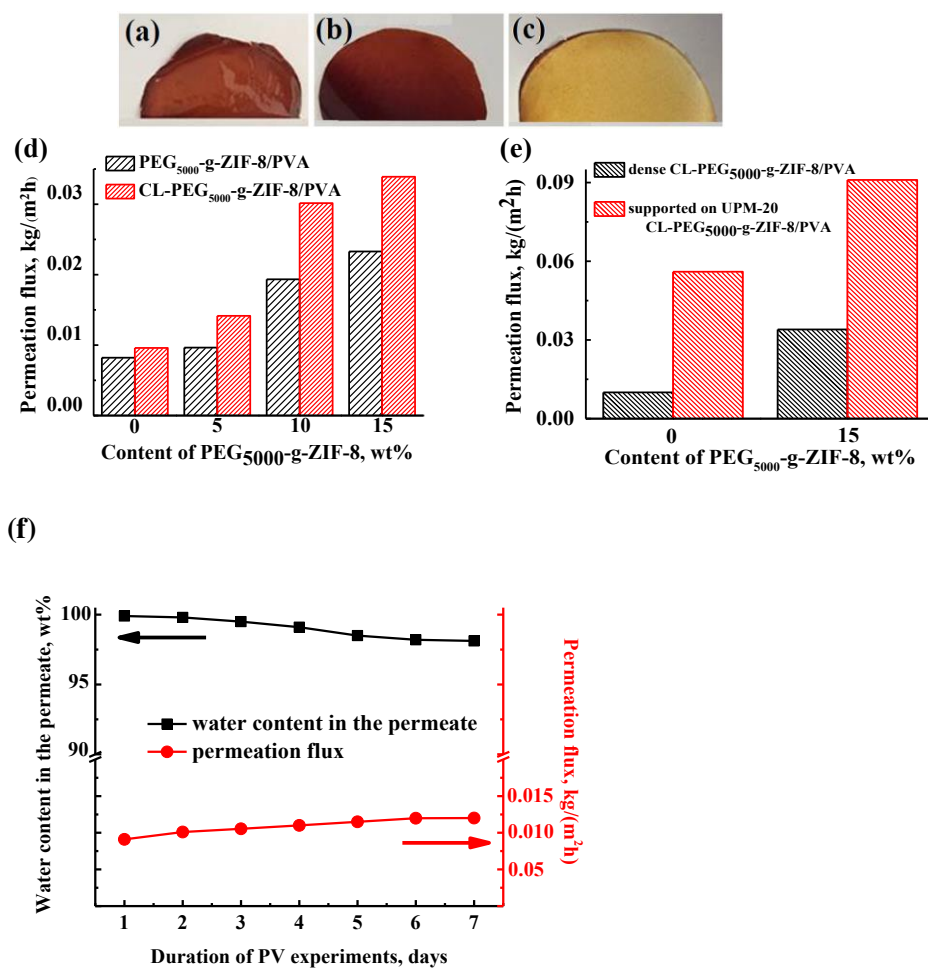 (a)
(b)
(c)
(d)
PEG5000-g-ZIF-8/PVA
CL-PEG5000-g-ZIF-8/PVA
Permeation flux, kg/(m²h)
0.03
0.02
0.01
0.00
0 5 10 15
Content of PEG5000-g-ZIF-8, wt%
(e)
dense CL-PEG5000-g-ZIF-8/PVA
supported on UPM-20
CL-PEG5000-g-ZIF-8/PVA
Permeation flux, kg/(m2h)
0.09
0.06
0.03
0.00
0 15
Content of PEG5000-g-ZIF-8, wt%
(f)
Water content in the permeate, wt%
100
95
90
water content in the permeate
permeation flux
Permeation flux, kg/(m²h)
0.015
0.010
0.05
1 2 3 4 5 6 7
Duration of PV experiments, days